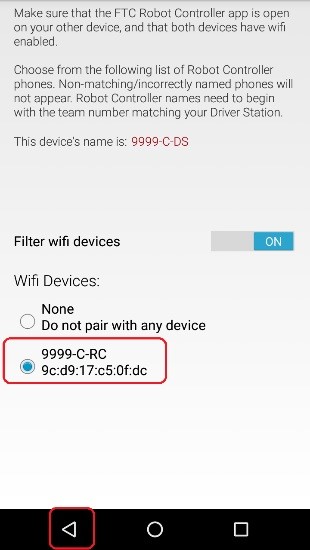 Make sure that the FTC Robot Controller app is open
on your other device, and that both devices have wifi
enabled.
Choose from the following list of Robot Controller
phones. Non-matching/incorrectly named phones will
not appear. Robot Controller names need to begin
with the team number matching your Driver Station.
This device's name is: 9999-C-DS
Filter wifi devices ON
Wifi Devices:
None
Do not pair with any device
9999-C-RC
9c:d9:17:c5:0f:dc